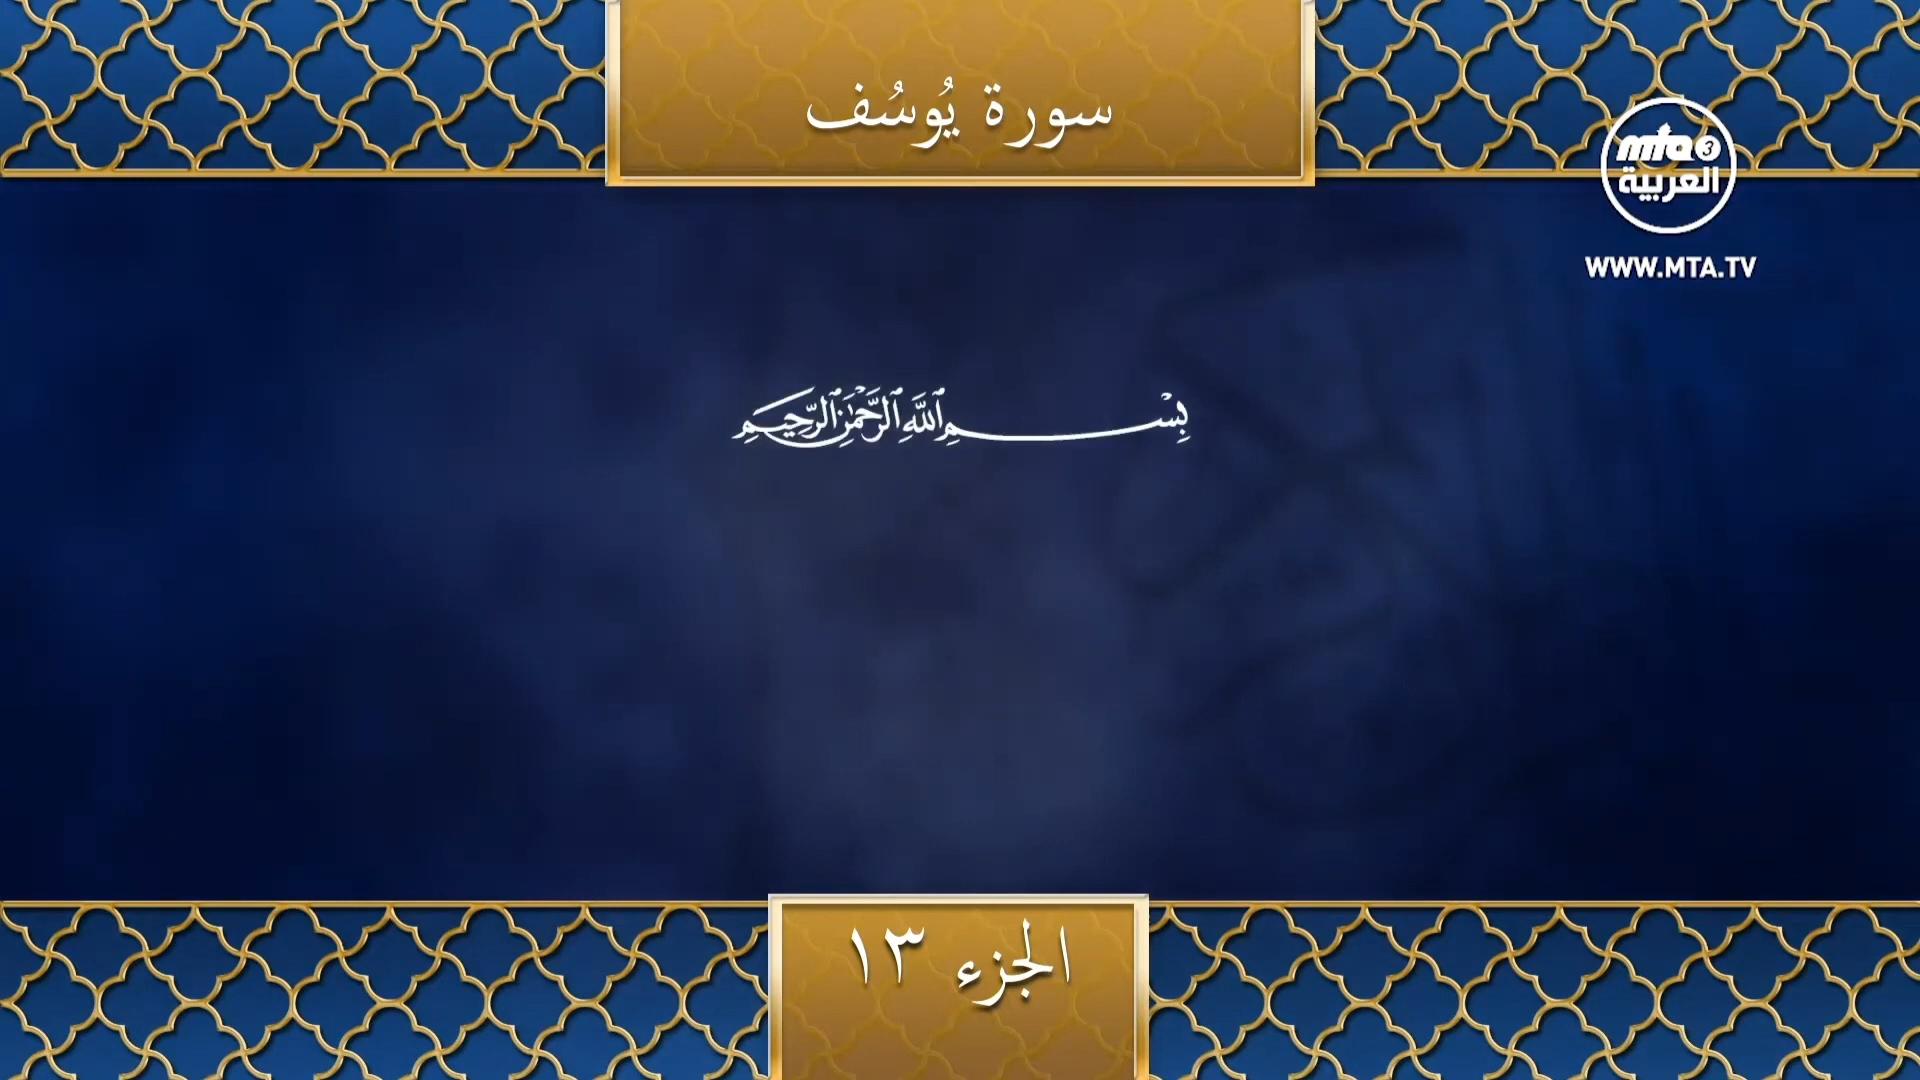 سورة يُوسُف
mta 3
العربية
WWW.MTA.TV
بِسْمِ ٱللَّهِ ٱلرَّحْمَٰنِ ٱلرَّحِيمِ
الجزء ١٣